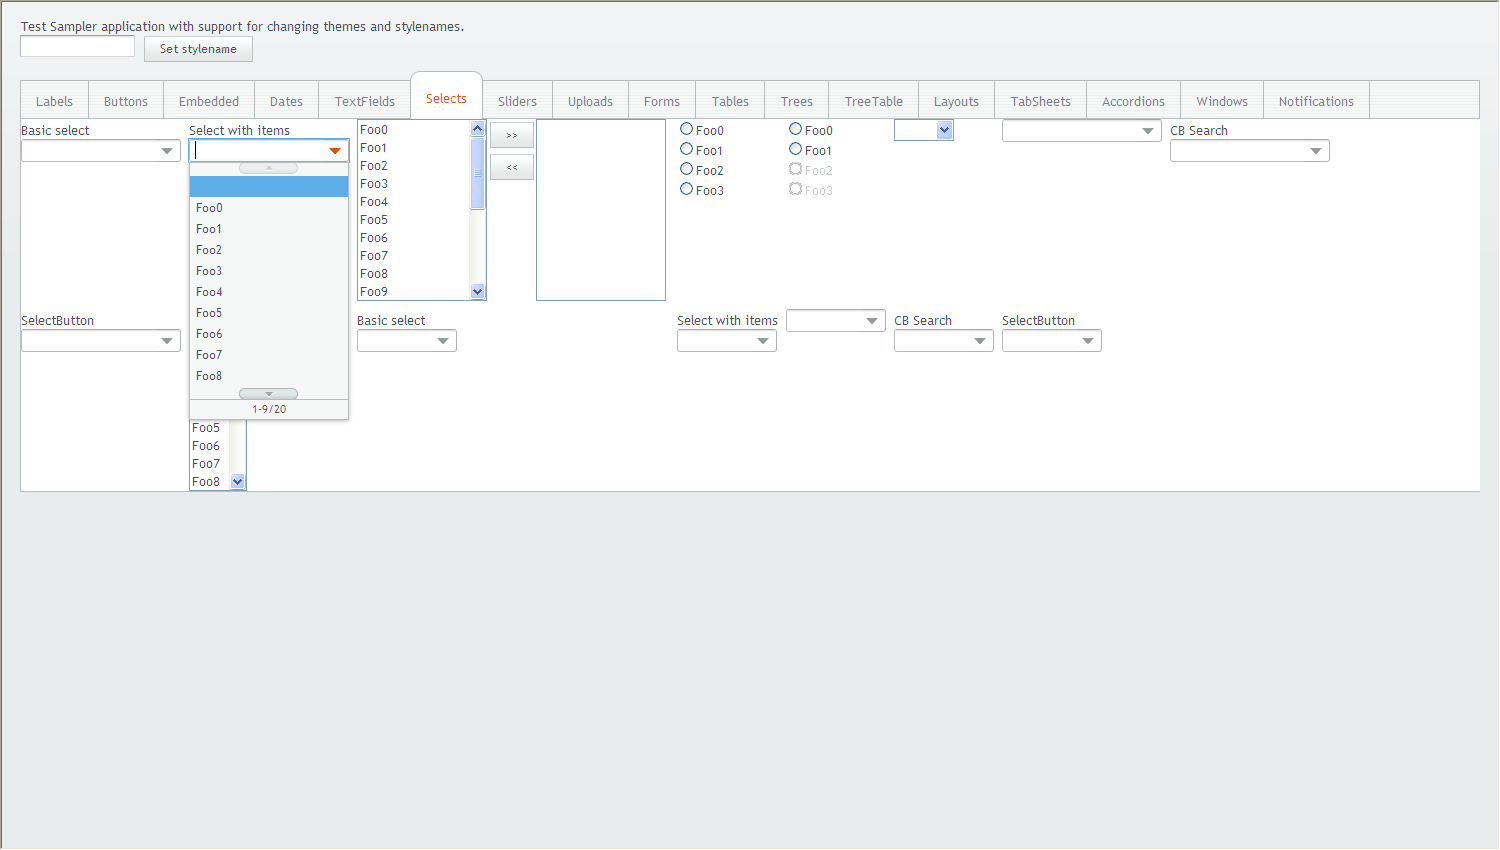 Test Sampler application with support for changing themes and stylenames.
Set stylename
Labels Buttons Embedded Dates TextFields Selects Sliders Uploads Forms Tables Trees TreeTable Layouts TabSheets Accordions Windows Notifications
Basic select
Select with items
Foo0
Foo1
Foo2
Foo3
Foo4
Foo5
Foo6
Foo7
Foo8
1-9/20
Foo0
Foo1
Foo2
Foo3
Foo4
Foo5
Foo6
Foo7
Foo8
Foo9
>>
<<
Foo0
Foo1
Foo2
Foo3
Foo0
Foo1
Foo2
Foo3
CB Search
SelectButton
Foo5
Foo6
Foo7
Foo8
Basic select
Select with items
CB Search
SelectButton